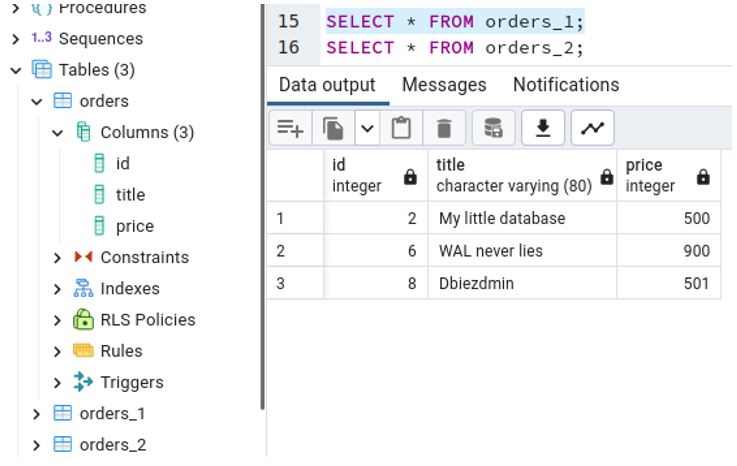 Procedures
1..3 Sequences
Tables (3)
orders
Columns (3)
id
title
price
Constraints
Indexes
RLS Policies
Rules
Triggers
orders_1
orders_2
15 SELECT * FROM orders_1;
16 SELECT * FROM orders_2;
Data output Messages Notifications
id title price
integer character varying (80) integer
1 2 My little database 500
2 6 WAL never lies 900
3 8 Dbiezdmin 501